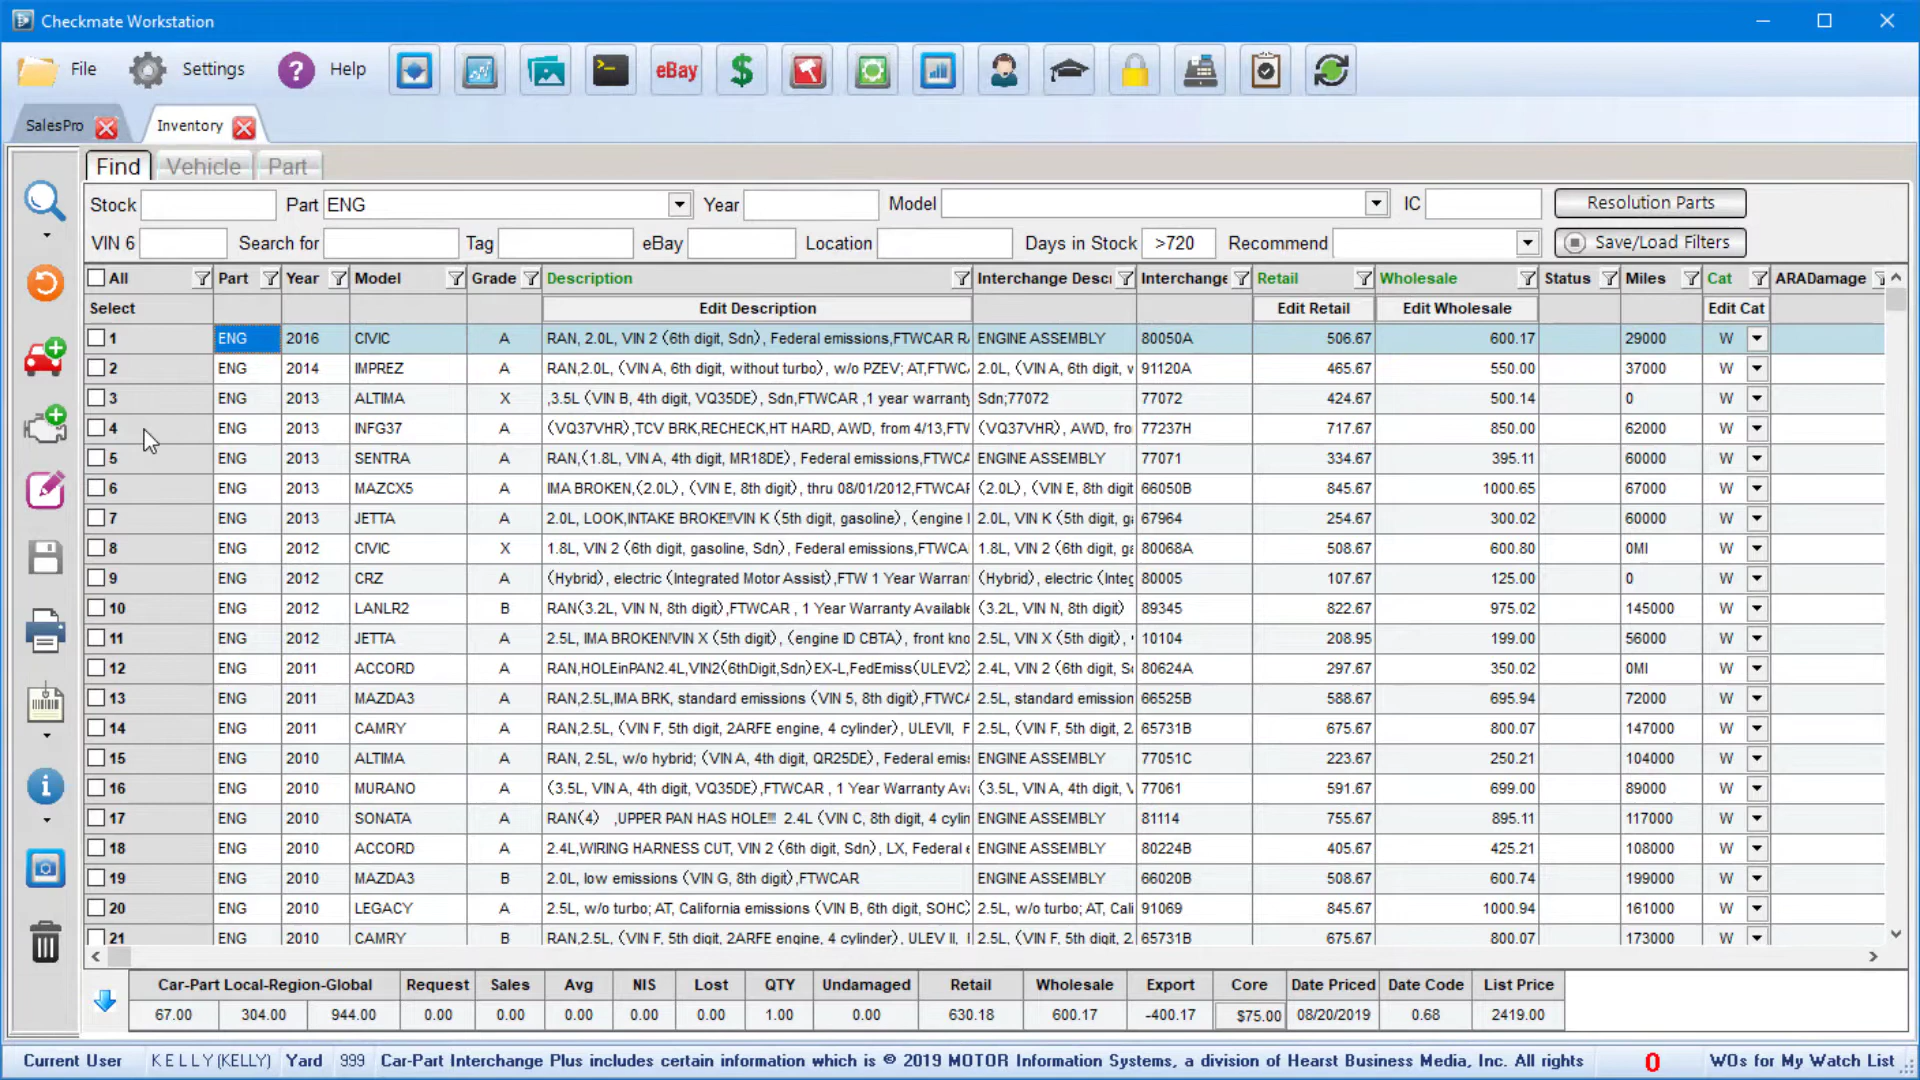 Checkmate Workstation
File Settings Help eBay
SalesPro Inventory
Find Vehicle Part
Stock Part ENG Year Model IC Resolution Parts
VIN 6 Search for Tag eBay Location Days in Stock >720 Recommend Save/Load Filters
All Part Year Model Grade Description Interchange Descri Interchange Retail Wholesale Status Miles Cat ARADamage
Select Edit Description Edit Retail Edit Wholesale Edit Cat
1 ENG 2016 CIVIC A RAN, 2.0L, VIN 2 (6th digit, Sdn), Federal emissions,FTWCAR RA ENGINE ASSEMBLY 80050A 506.67 600.17 29000 W
2 ENG 2014 IMPREZ A RAN,2.0L, (VIN A, 6th digit, without turbo), w/o PZEV; AT,FTWCA 2.0L, (VIN A, 6th digit, w 91120A 465.67 550.00 37000 W
3 ENG 2013 ALTIMA X ,3.5L (VIN B, 4th digit, VQ35DE), Sdn,FTWCAR ,1 year warranty Sdn;77072 77072 424.67 500.14 0 W
4 ENG 2013 INFG37 A (VQ37VHR),TCV BRK,RECHECK,HT HARD, AWD, from 4/13,FTW (VQ37VHR), AWD, fro 77237H 717.67 850.00 62000 W
5 ENG 2013 SENTRA A RAN,(1.8L, VIN A, 4th digit, MR18DE), Federal emissions,FTWCA ENGINE ASSEMBLY 77071 334.67 395.11 60000 W
6 ENG 2013 MAZCX5 A IMA BROKEN,(2.0L), (VIN E, 8th digit), thru 08/01/2012,FTWCAR (2.0L), (VIN E, 8th digit 66050B 845.67 1000.65 67000 W
7 ENG 2013 JETTA A 2.0L, LOOK,INTAKE BROKE!!VIN K (5th digit, gasoline), (engine I 2.0L, VIN K (5th digit, ga 67964 254.67 300.02 60000 W
8 ENG 2012 CIVIC X 1.8L, VIN 2 (6th digit, gasoline, Sdn), Federal emissions,FTWCA 1.8L, VIN 2 (6th digit, ga 80068A 508.67 600.80 0MI W
9 ENG 2012 CRZ A (Hybrid), electric (Integrated Motor Assist),FTW 1 Year Warran (Hybrid), electric (Integ 80005 107.67 125.00 0 W
10 ENG 2012 LANLR2 B RAN(3.2L, VIN N, 8th digit),FTWCAR , 1 Year Warranty Available (3.2L, VIN N, 8th digit) 89345 822.67 975.02 145000 W
11 ENG 2012 JETTA A 2.5L, IMA BROKEN!VIN X (5th digit), (engine ID CBTA), front kno 2.5L, VIN X (5th digit), 10104 208.95 199.00 56000 W
12 ENG 2011 ACCORD A RAN,HOLEinPAN2.4L,VIN2(6thDigit,Sdn)EX-L,FedEmiss(ULEV2) 2.4L, VIN 2 (6th digit, Sd 80624A 297.67 350.02 0MI W
13 ENG 2011 MAZDA3 A RAN,2.5L,IMA BRK, standard emissions (VIN 5, 8th digit),FTWCA 2.5L, standard emission 66525B 588.67 695.94 72000 W
14 ENG 2011 CAMRY A RAN,2.5L, (VIN F, 5th digit, 2ARFE engine, 4 cylinder), ULEVII, F 2.5L, (VIN F, 5th digit, 2. 65731B 675.67 800.07 147000 W
15 ENG 2010 ALTIMA A RAN, 2.5L, w/o hybrid; (VIN A, 4th digit, QR25DE), Federal emis ENGINE ASSEMBLY 77051C 223.67 250.21 104000 W
16 ENG 2010 MURANO A (3.5L, VIN A, 4th digit, VQ35DE),FTWCAR , 1 Year Warranty Ava (3.5L, VIN A, 4th digit, V 77061 591.67 699.00 89000 W
17 ENG 2010 SONATA A RAN(4) ,UPPER PAN HAS HOLE!!! 2.4L (VIN C, 8th digit, 4 cylin ENGINE ASSEMBLY 81114 755.67 895.11 117000 W
18 ENG 2010 ACCORD A 2.4L,WIRING HARNESS CUT, VIN 2 (6th digit, Sdn), LX, Federal e ENGINE ASSEMBLY 80224B 405.67 425.21 108000 W
19 ENG 2010 MAZDA3 B 2.0L, low emissions (VIN G, 8th digit),FTWCAR ENGINE ASSEMBLY 66020B 508.67 600.74 199000 W
20 ENG 2010 LEGACY A 2.5L, w/o turbo; AT, California emissions (VIN B, 6th digit, SOHC) 2.5L, w/o turbo; AT, Cali 91069 845.67 1000.94 161000 W
21 ENG 2010 CAMRY B RAN,2.5L, (VIN F, 5th digit, 2ARFE engine, 4 cylinder), ULEV II, 2.5L, (VIN F, 5th digit, 2. 65731B 675.67 800.07 173000 W
Car-Part Local-Region-Global Request Sales Avg NIS Lost QTY Undamaged Retail Wholesale Export Core Date Priced Date Code List Price
67.00 304.00 944.00 0.00 0.00 0.00 0.00 0.00 1.00 0.00 630.18 600.17 -400.17 $75.00 08/20/2019 0.68 2419.00
Current User K E L L Y (KELLY) Yard 999 Car-Part Interchange Plus includes certain information which is © 2019 MOTOR Information Systems, a division of Hearst Business Media, Inc. All rights 0 WOs for My Watch List